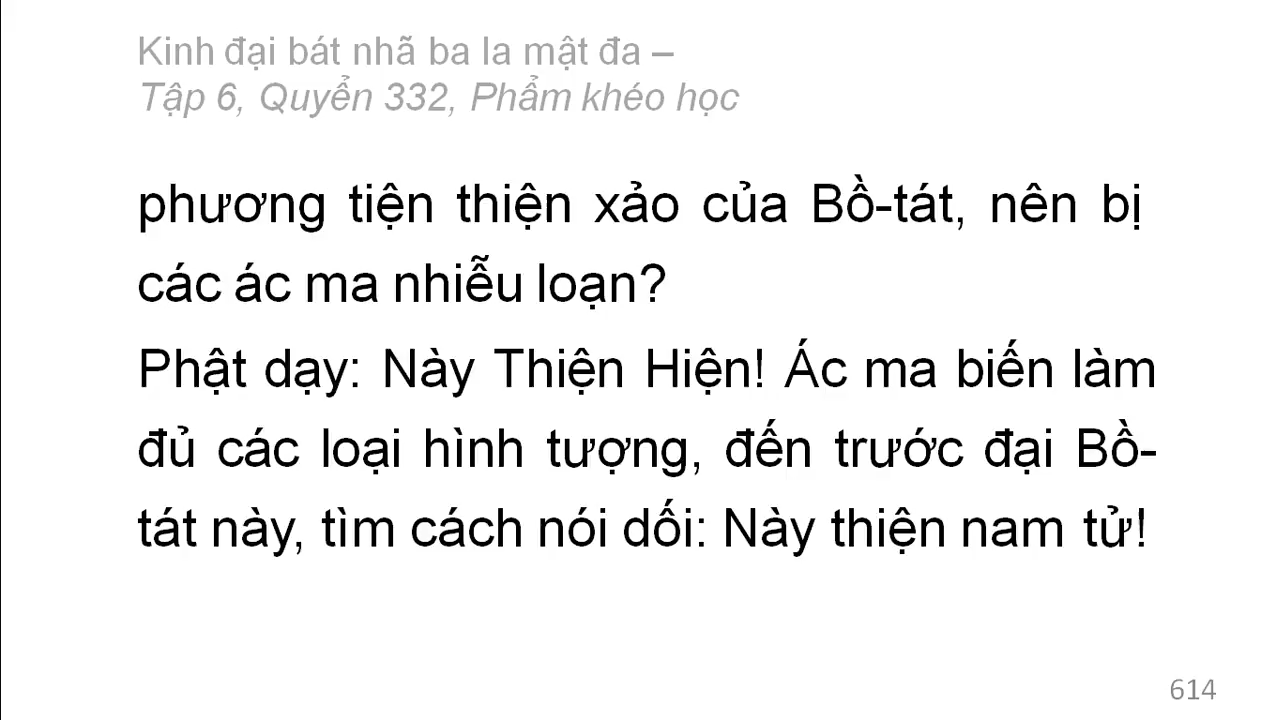 Kinh đại bát nhã ba la mật đa –
Tập 6, Quyển 332, Phẩm khéo học
phương tiện thiện xảo của Bồ-tát, nên bị
các ác ma nhiễu loạn?
Phật dạy: Này Thiện Hiện! Ác ma biến làm
đủ các loại hình tượng, đến trước đại Bồ-
tát này, tìm cách nói dối: Này thiện nam tử!
614